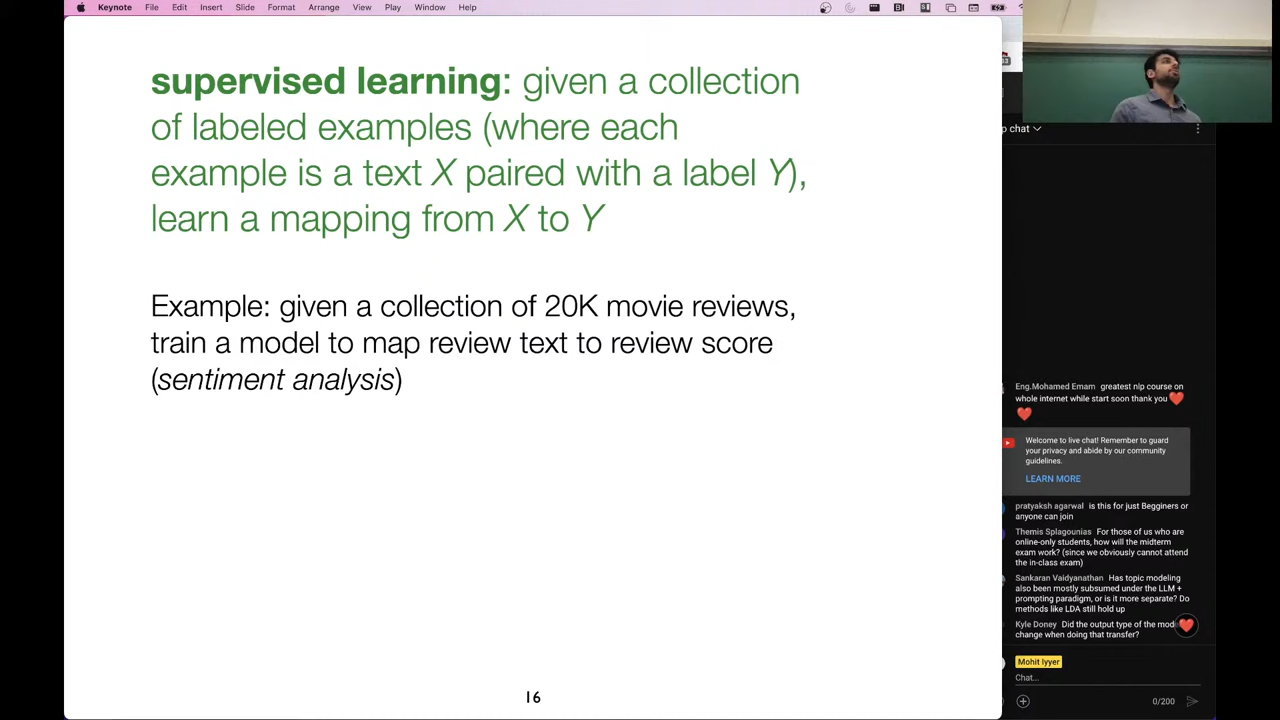 Keynote File Edit Insert Slide Format Arrange View Play Window Help
supervised learning: given a collection
of labeled examples (where each
example is a text X paired with a label Y),
learn a mapping from X to Y
Example: given a collection of 20K movie reviews,
train a model to map review text to review score
(sentiment analysis)
16
p chat
Eng.Mohamed Emam greatest nlp course on
whole internet while start soon thank you
Welcome to live chat! Remember to guard
your privacy and abide by our community
guidelines.
LEARN MORE
pratyaksh agarwal is this for just Begginers or
anyone can join
Themis Splagounias For those of us who are
online-only students, how will the midterm
exam work? (since we obviously cannot attend
the in-class exam)
Sankaran Vaidyanathan Has topic modeling
also been mostly subsumed under the LLM +
prompting paradigm, or is it more separate? Do
methods like LDA still hold up
Kyle Doney Did the output type of the mod
change when doing that transfer?
Mohit Iyyer
Chat...
0/200